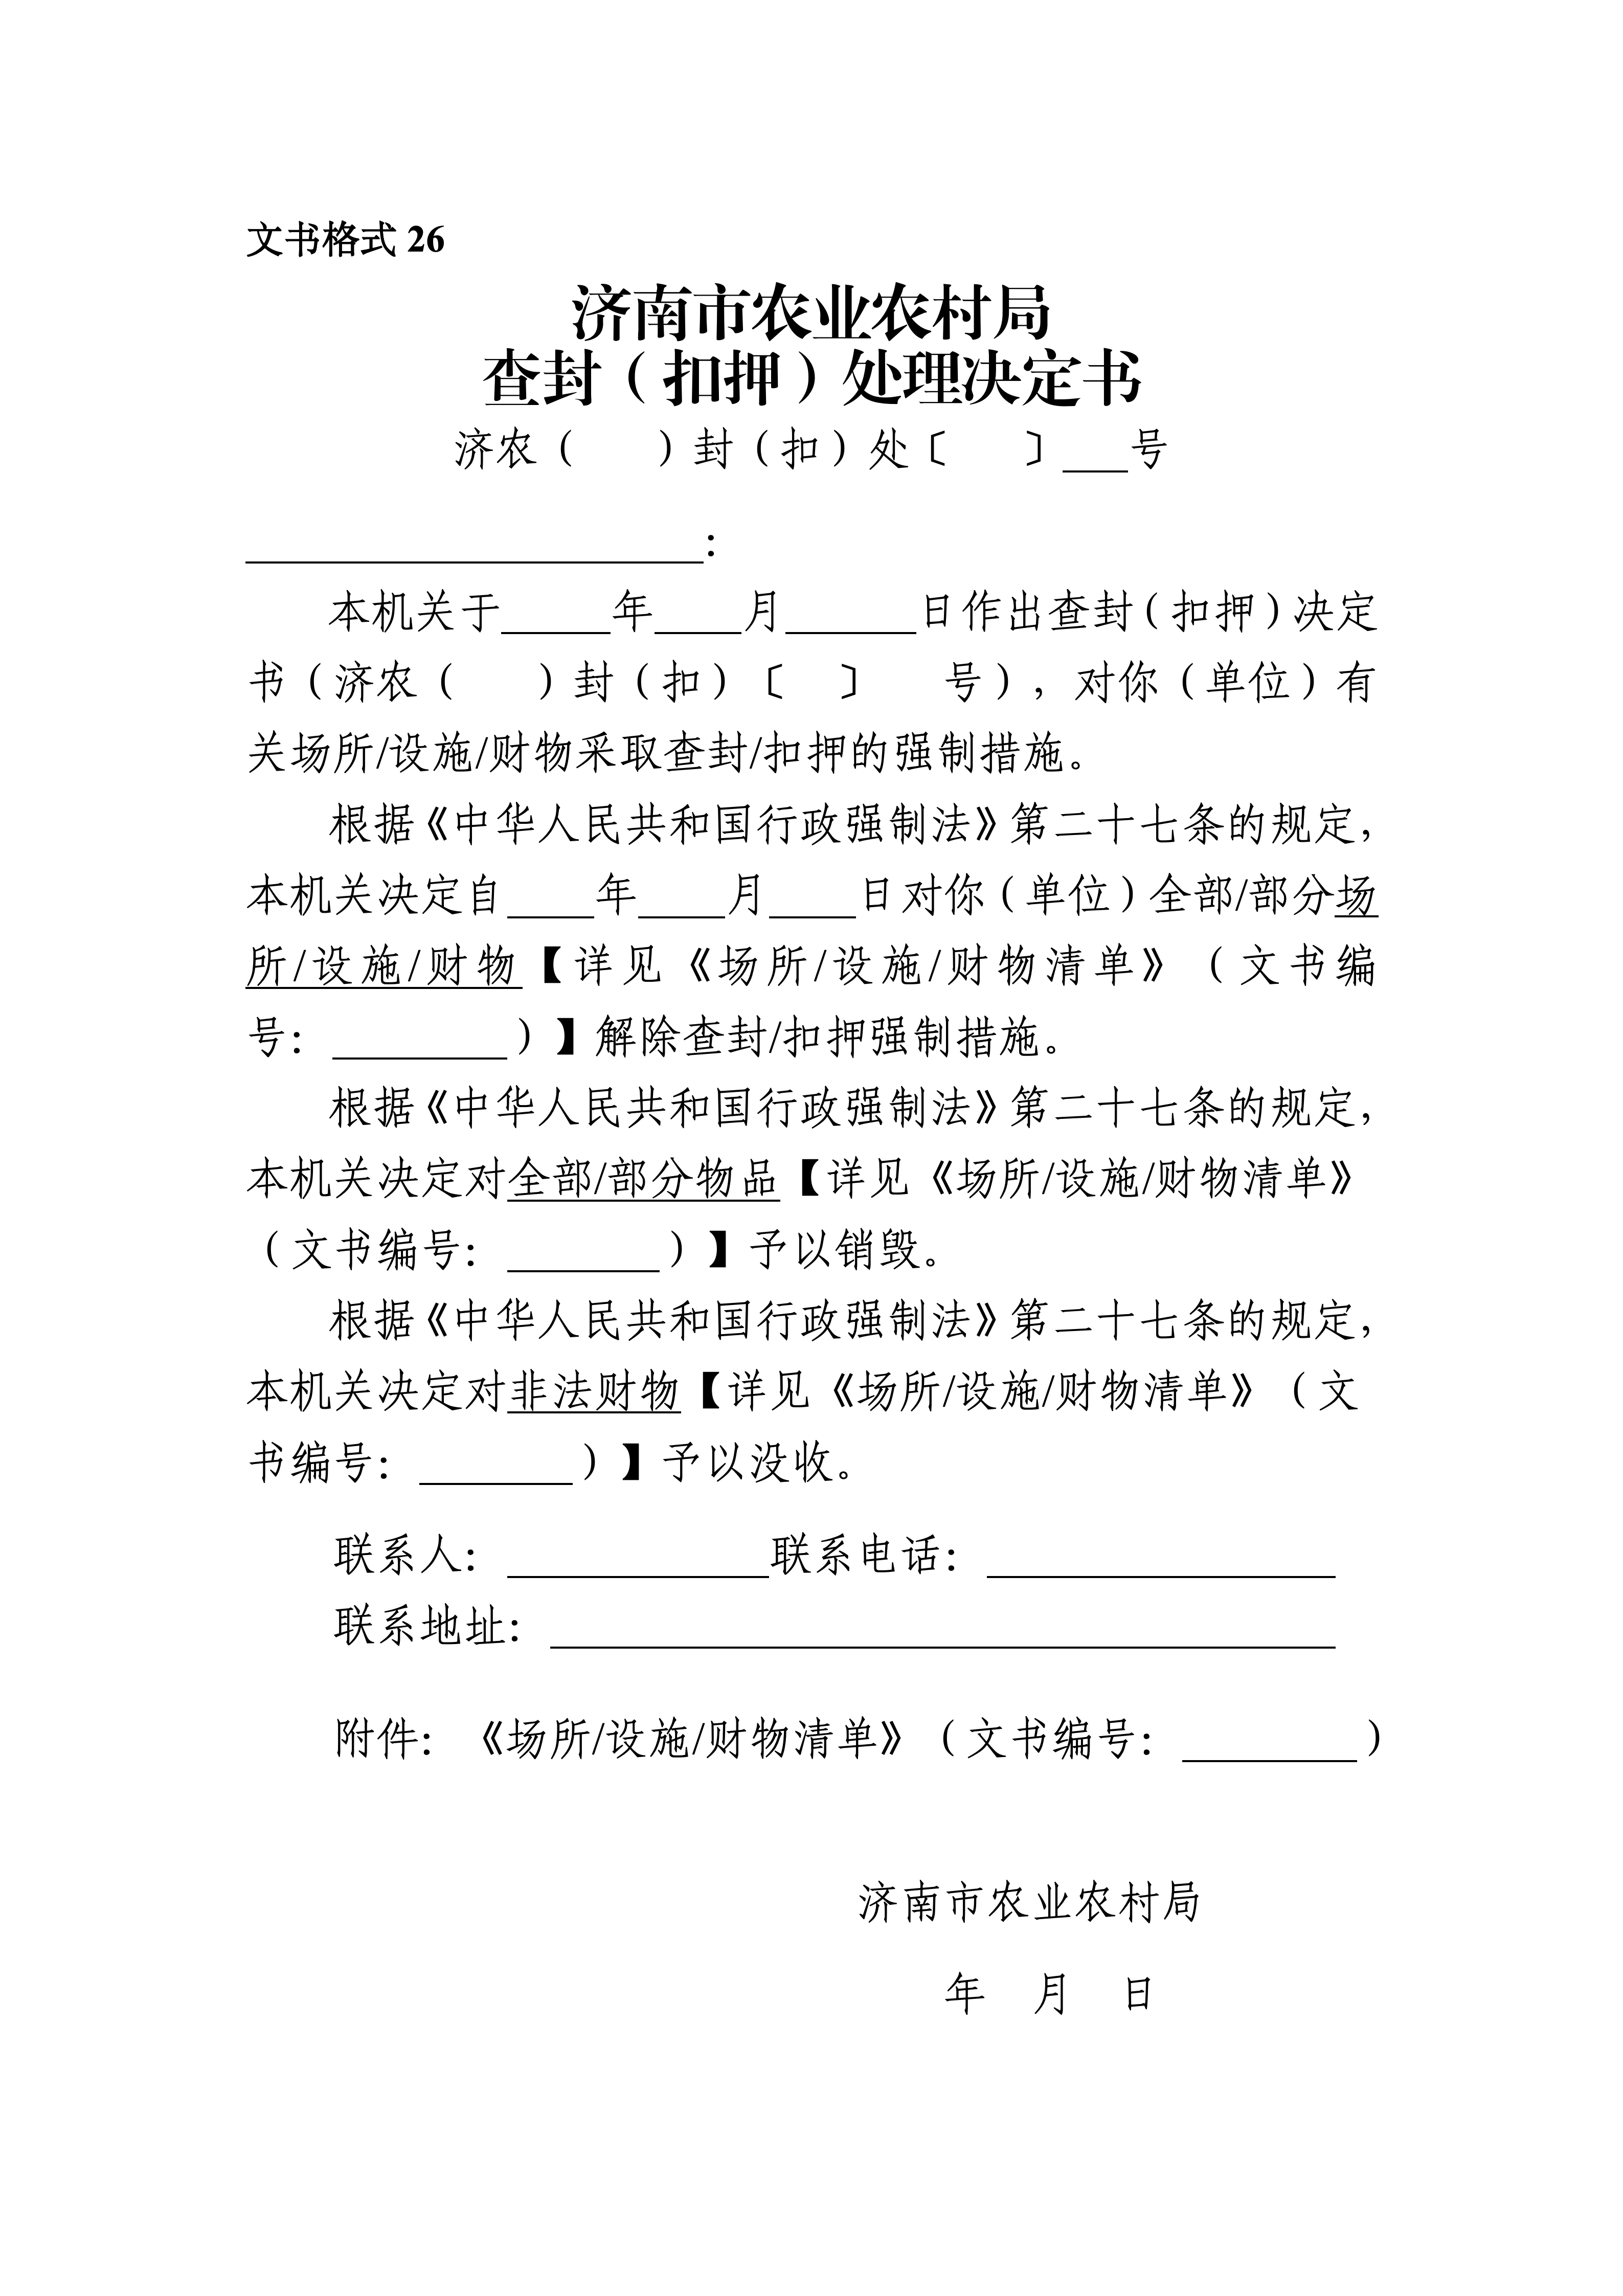 文书格式 26
济南市农业农村局
查封（扣押）处理决定书
济农（　　）封（扣）处〔　　〕___号
_____________________：
本机关于_____年____月______日作出查封（扣押）决定
书（济农（　　）封（扣）〔　〕　　号），对你（单位）有
关场所/设施/财物采取查封/扣押的强制措施。
根据《中华人民共和国行政强制法》第二十七条的规定，
本机关决定自____年____月____日对你（单位）全部/部分场
所/设施/财物【详见《场所/设施/财物清单》（文书编
号：________）】解除查封/扣押强制措施。
根据《中华人民共和国行政强制法》第二十七条的规定，
本机关决定对全部/部分物品【详见《场所/设施/财物清单》
（文书编号：_______）】予以销毁。
根据《中华人民共和国行政强制法》第二十七条的规定，
本机关决定对非法财物【详见《场所/设施/财物清单》（文
书编号：_______）】予以没收。
联系人：____________联系电话：________________
联系地址：____________________________________
附件：《场所/设施/财物清单》（文书编号：________）
济南市农业农村局
年　月　日